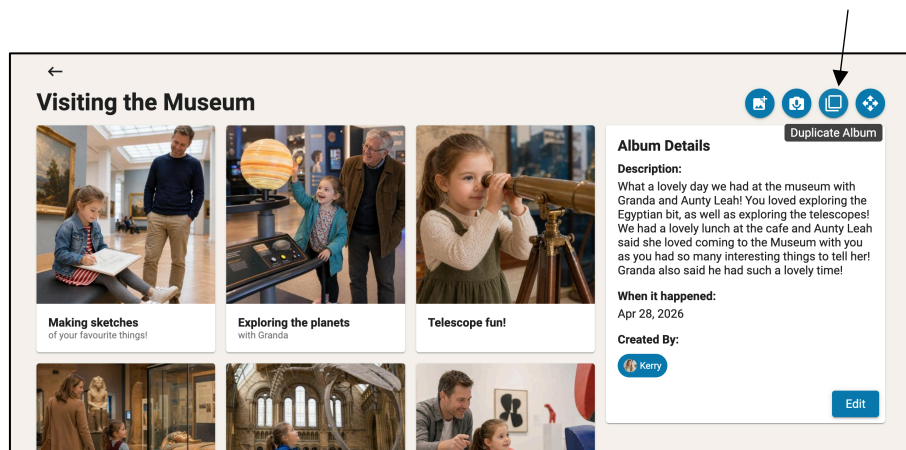 Visiting the Museum
Duplicate Album
Making sketches
of your favourite things!
Exploring the planets
with Granda
Telescope fun!
Album Details
Description:
What a lovely day we had at the museum with
Granda and Aunty Leah! You loved exploring the
Egyptian bit, as well as exploring the telescopes!
We had a lovely lunch at the cafe and Aunty Leah
said she loved coming to the Museum with you
as you had so many interesting things to tell her!
Granda also said he had such a lovely time!
When it happened:
Apr 28, 2026
Created By:
Kerry
Edit